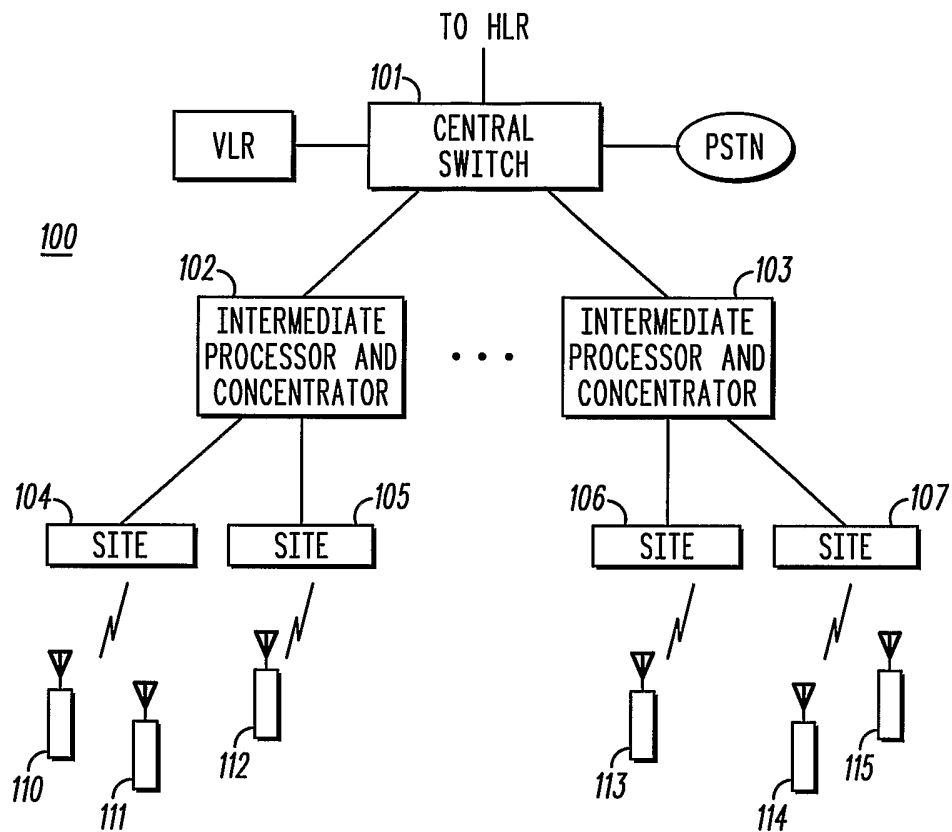 TO HLR
101
VLR
CENTRAL
SWITCH
PSTN
100
102
103
INTERMEDIATE
PROCESSOR AND
CONCENTRATOR
• • •
INTERMEDIATE
PROCESSOR AND
CONCENTRATOR
104
105
106
107
SITE
SITE
SITE
SITE
110
111
112
113
114
115